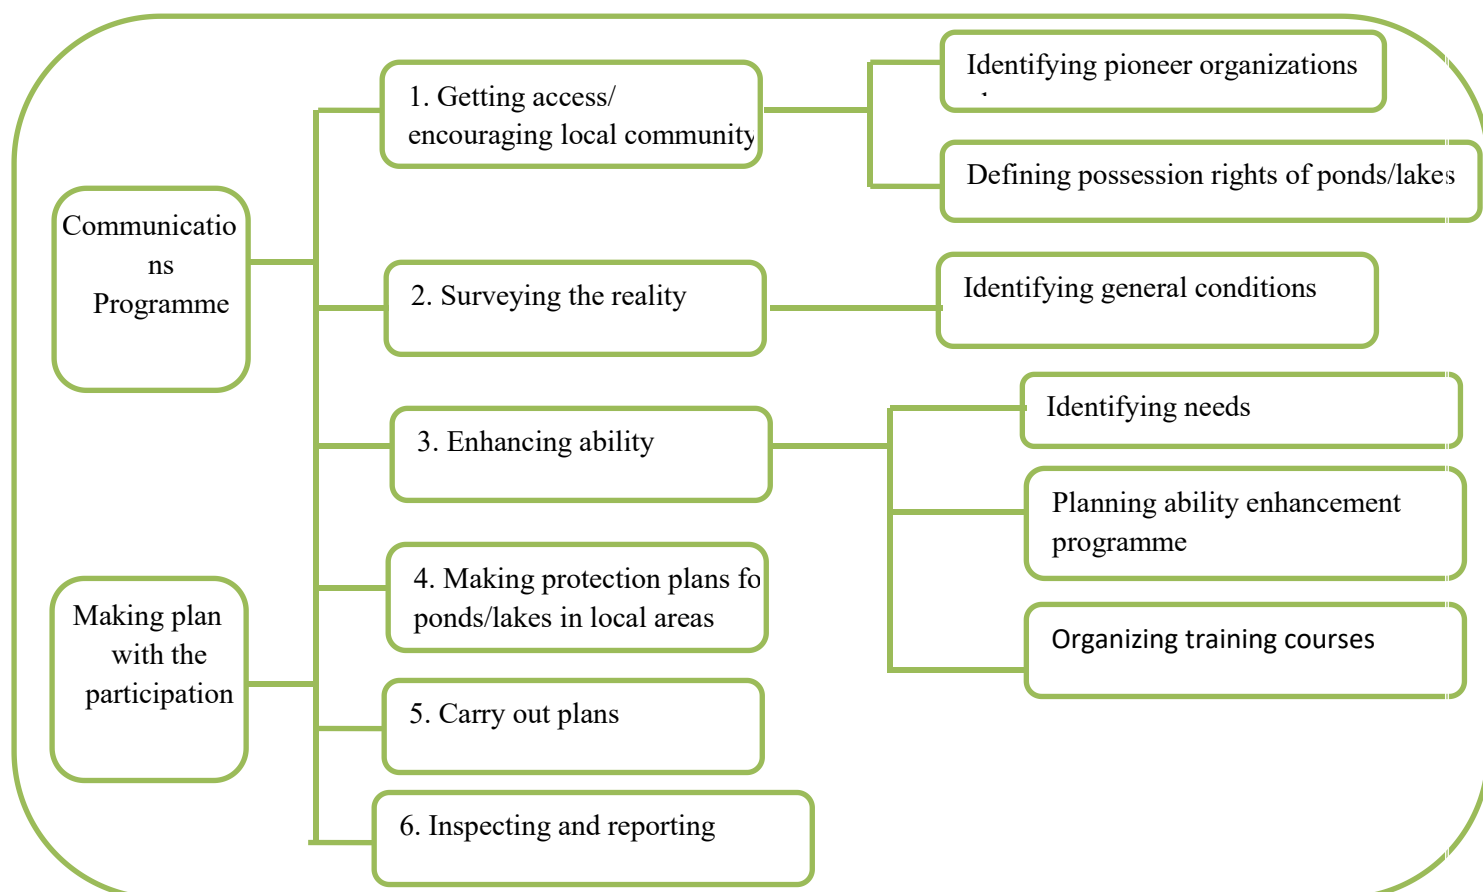 Communicatio
ns
Programme
Making plan
with the
participation
1. Getting access/
encouraging local community
2. Surveying the reality
3. Enhancing ability
4. Making protection plans fo
ponds/lakes in local areas
5. Carry out plans
6. Inspecting and reporting
Identifying pioneer organizations
Defining possession rights of ponds/lakes
Identifying general conditions
Identifying needs
Planning ability enhancement
programme
Organizing training courses